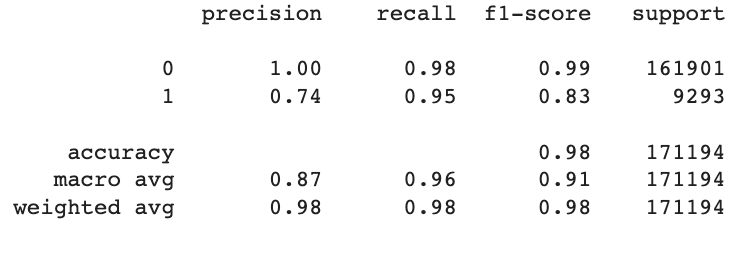 precision recall f1-score support
0 1.00 0.98 0.99 161901
1 0.74 0.95 0.83 9293
accuracy 0.98 171194
macro avg 0.87 0.96 0.91 171194
weighted avg 0.98 0.98 0.98 171194